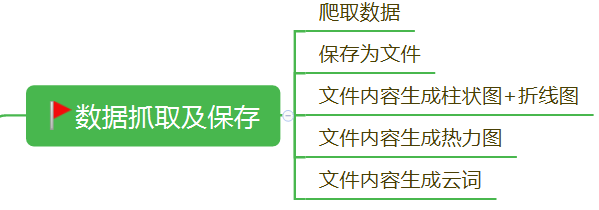 爬取数据
保存为文件
数据抓取及保存
文件内容生成柱状图+折线图
文件内容生成热力图
文件内容生成云词